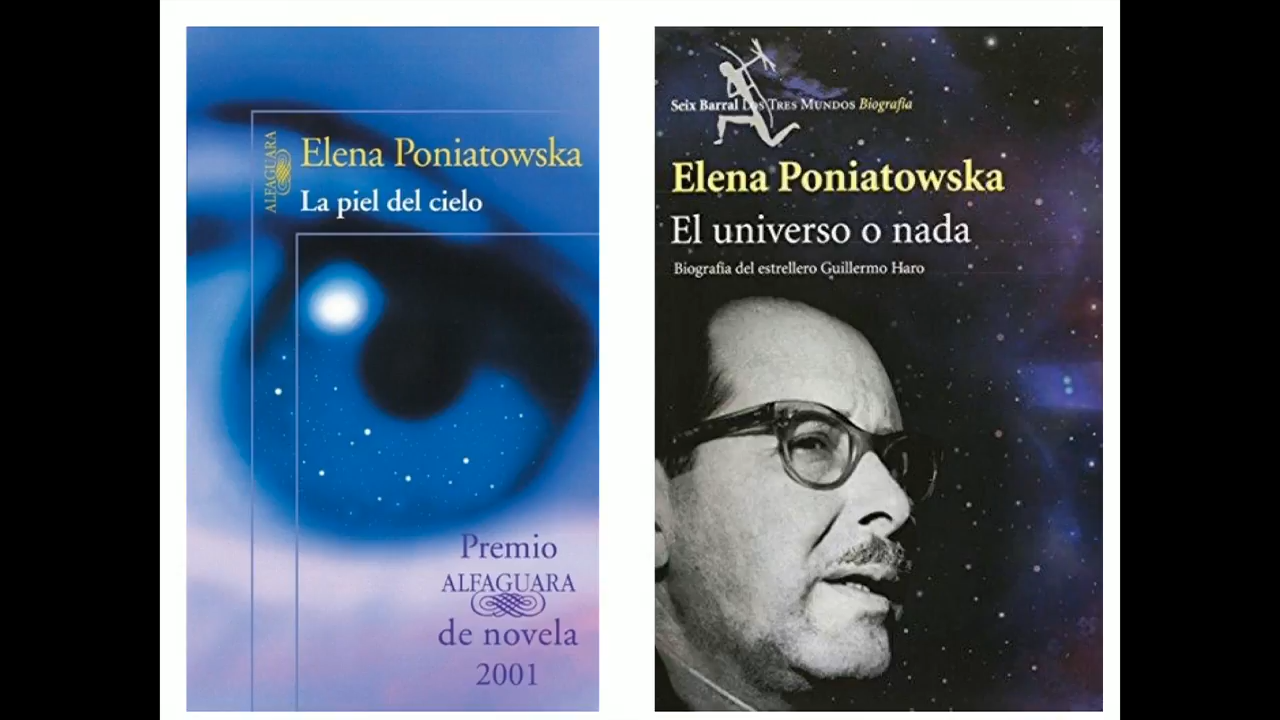 ALFAGUARA
Elena Poniatowska
La piel del cielo
Premio
ALFAGUARA
de novela
2001
Seix Barral Los Tres Mundos Biografía
Elena Poniatowska
El universo o nada
Biografía del estrellero Guillermo Haro